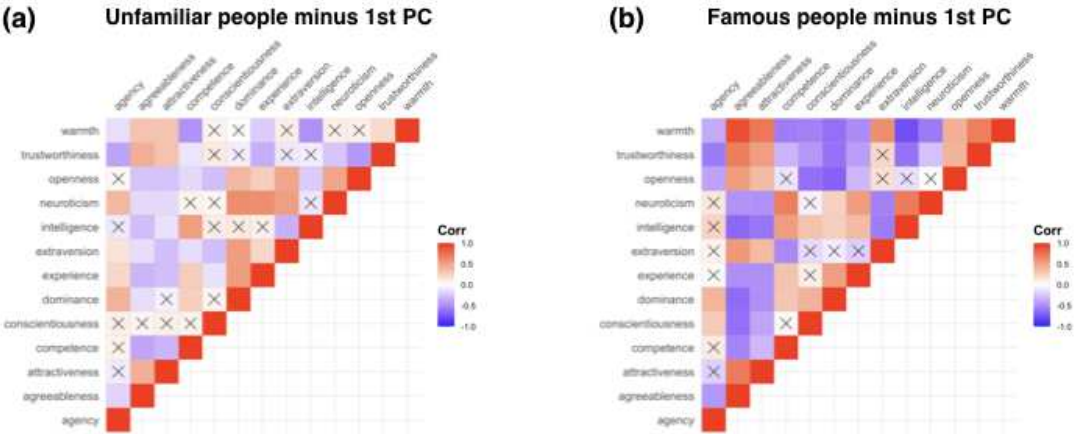 (a) Unfamiliar people minus 1st PC
agency
agreeableness
attractiveness
competence
conscientiousness
dominance
experience
extraversion
intelligence
neuroticism
openness
trustworthiness
warmth
warmth
trustworthiness
openness
neuroticism
intelligence
extraversion
experience
dominance
conscientiousness
competence
attractiveness
agreeableness
agency
Corr
1.0
0.5
0.0
-0.5
-1.0
(b) Famous people minus 1st PC
agency
agreeableness
attractiveness
competence
conscientiousness
dominance
experience
extraversion
intelligence
neuroticism
openness
trustworthiness
warmth
warmth
trustworthiness
openness
neuroticism
intelligence
extraversion
experience
dominance
conscientiousness
competence
attractiveness
agreeableness
agency
Corr
1.0
0.5
0.0
-0.5
-1.0